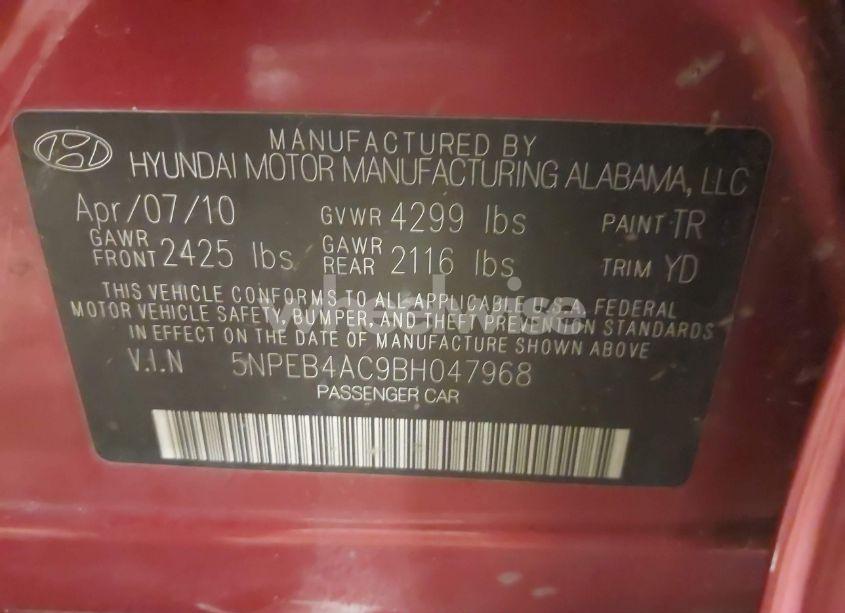 MANUFACTURED BY
HYUNDAI MOTOR MANUFACTURING ALABAMA, LLC
Apr/07/10 GVWR 4299 lbs PAINT TR
GAWR FRONT 2425 lbs GAWR REAR 2116 lbs TRIM YD
THIS VEHICLE CONFORMS TO ALL APPLICABLE U.S.A. FEDERAL
MOTOR VEHICLE SAFETY, BUMPER, AND THEFT PREVENTION STANDARDS
IN EFFECT ON THE DATE OF MANUFACTURE SHOWN ABOVE
V.I.N 5NPEB4AC9BH047968
PASSENGER CAR
wheelwise